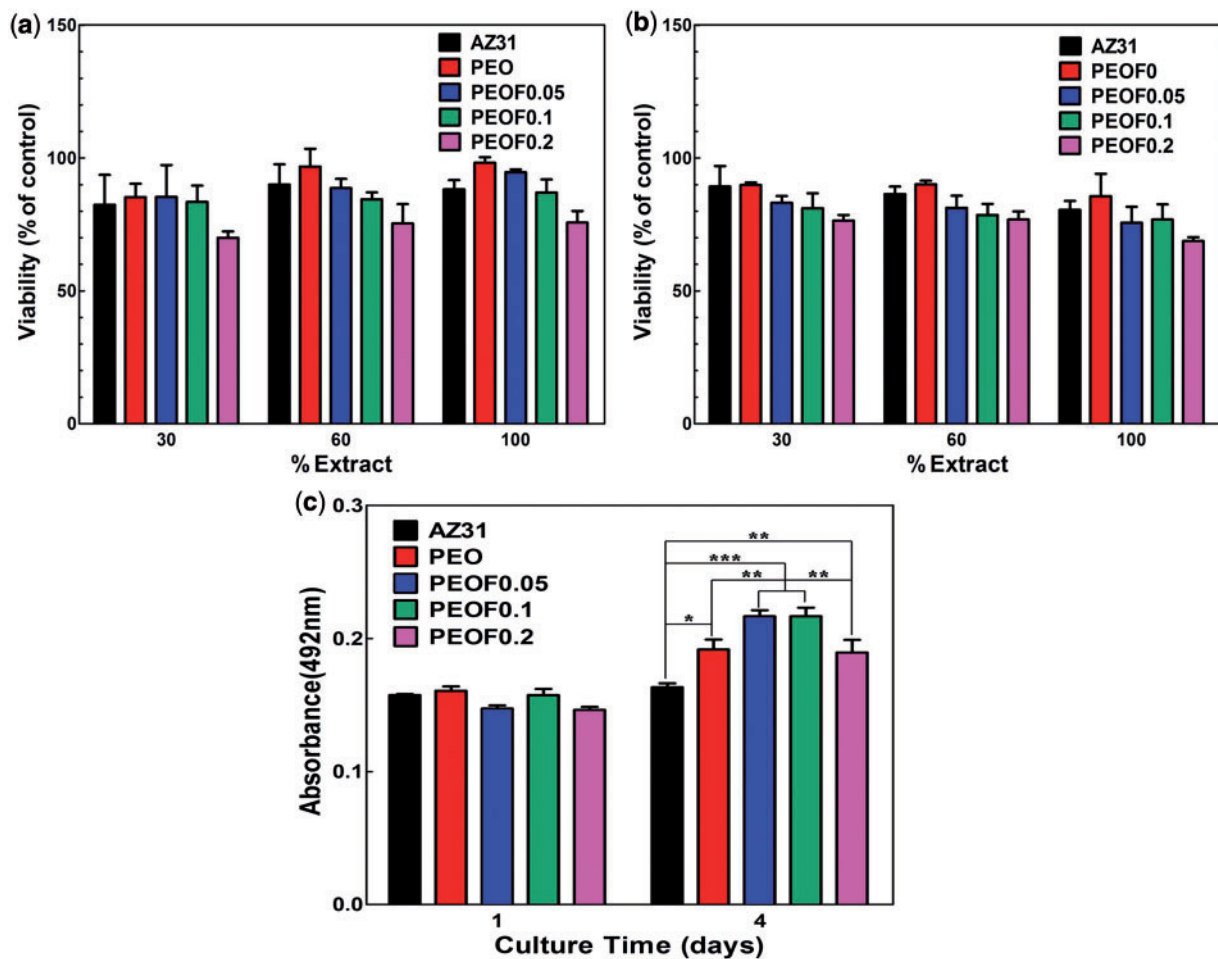 (a)
150
100
50
0
Viability (% of control)
AZ31
PEO
PEOF0.05
PEOF0.1
PEOF0.2
30 60 100
% Extract
(b)
150
100
50
0
Viability (% of control)
AZ31
PEOF0
PEOF0.05
PEOF0.1
PEOF0.2
30 60 100
% Extract
(c)
0.3
0.2
0.1
0.0
Absorbance(492nm)
AZ31
PEO
PEOF0.05
PEOF0.1
PEOF0.2
**
***
** **
*
1 4
Culture Time (days)